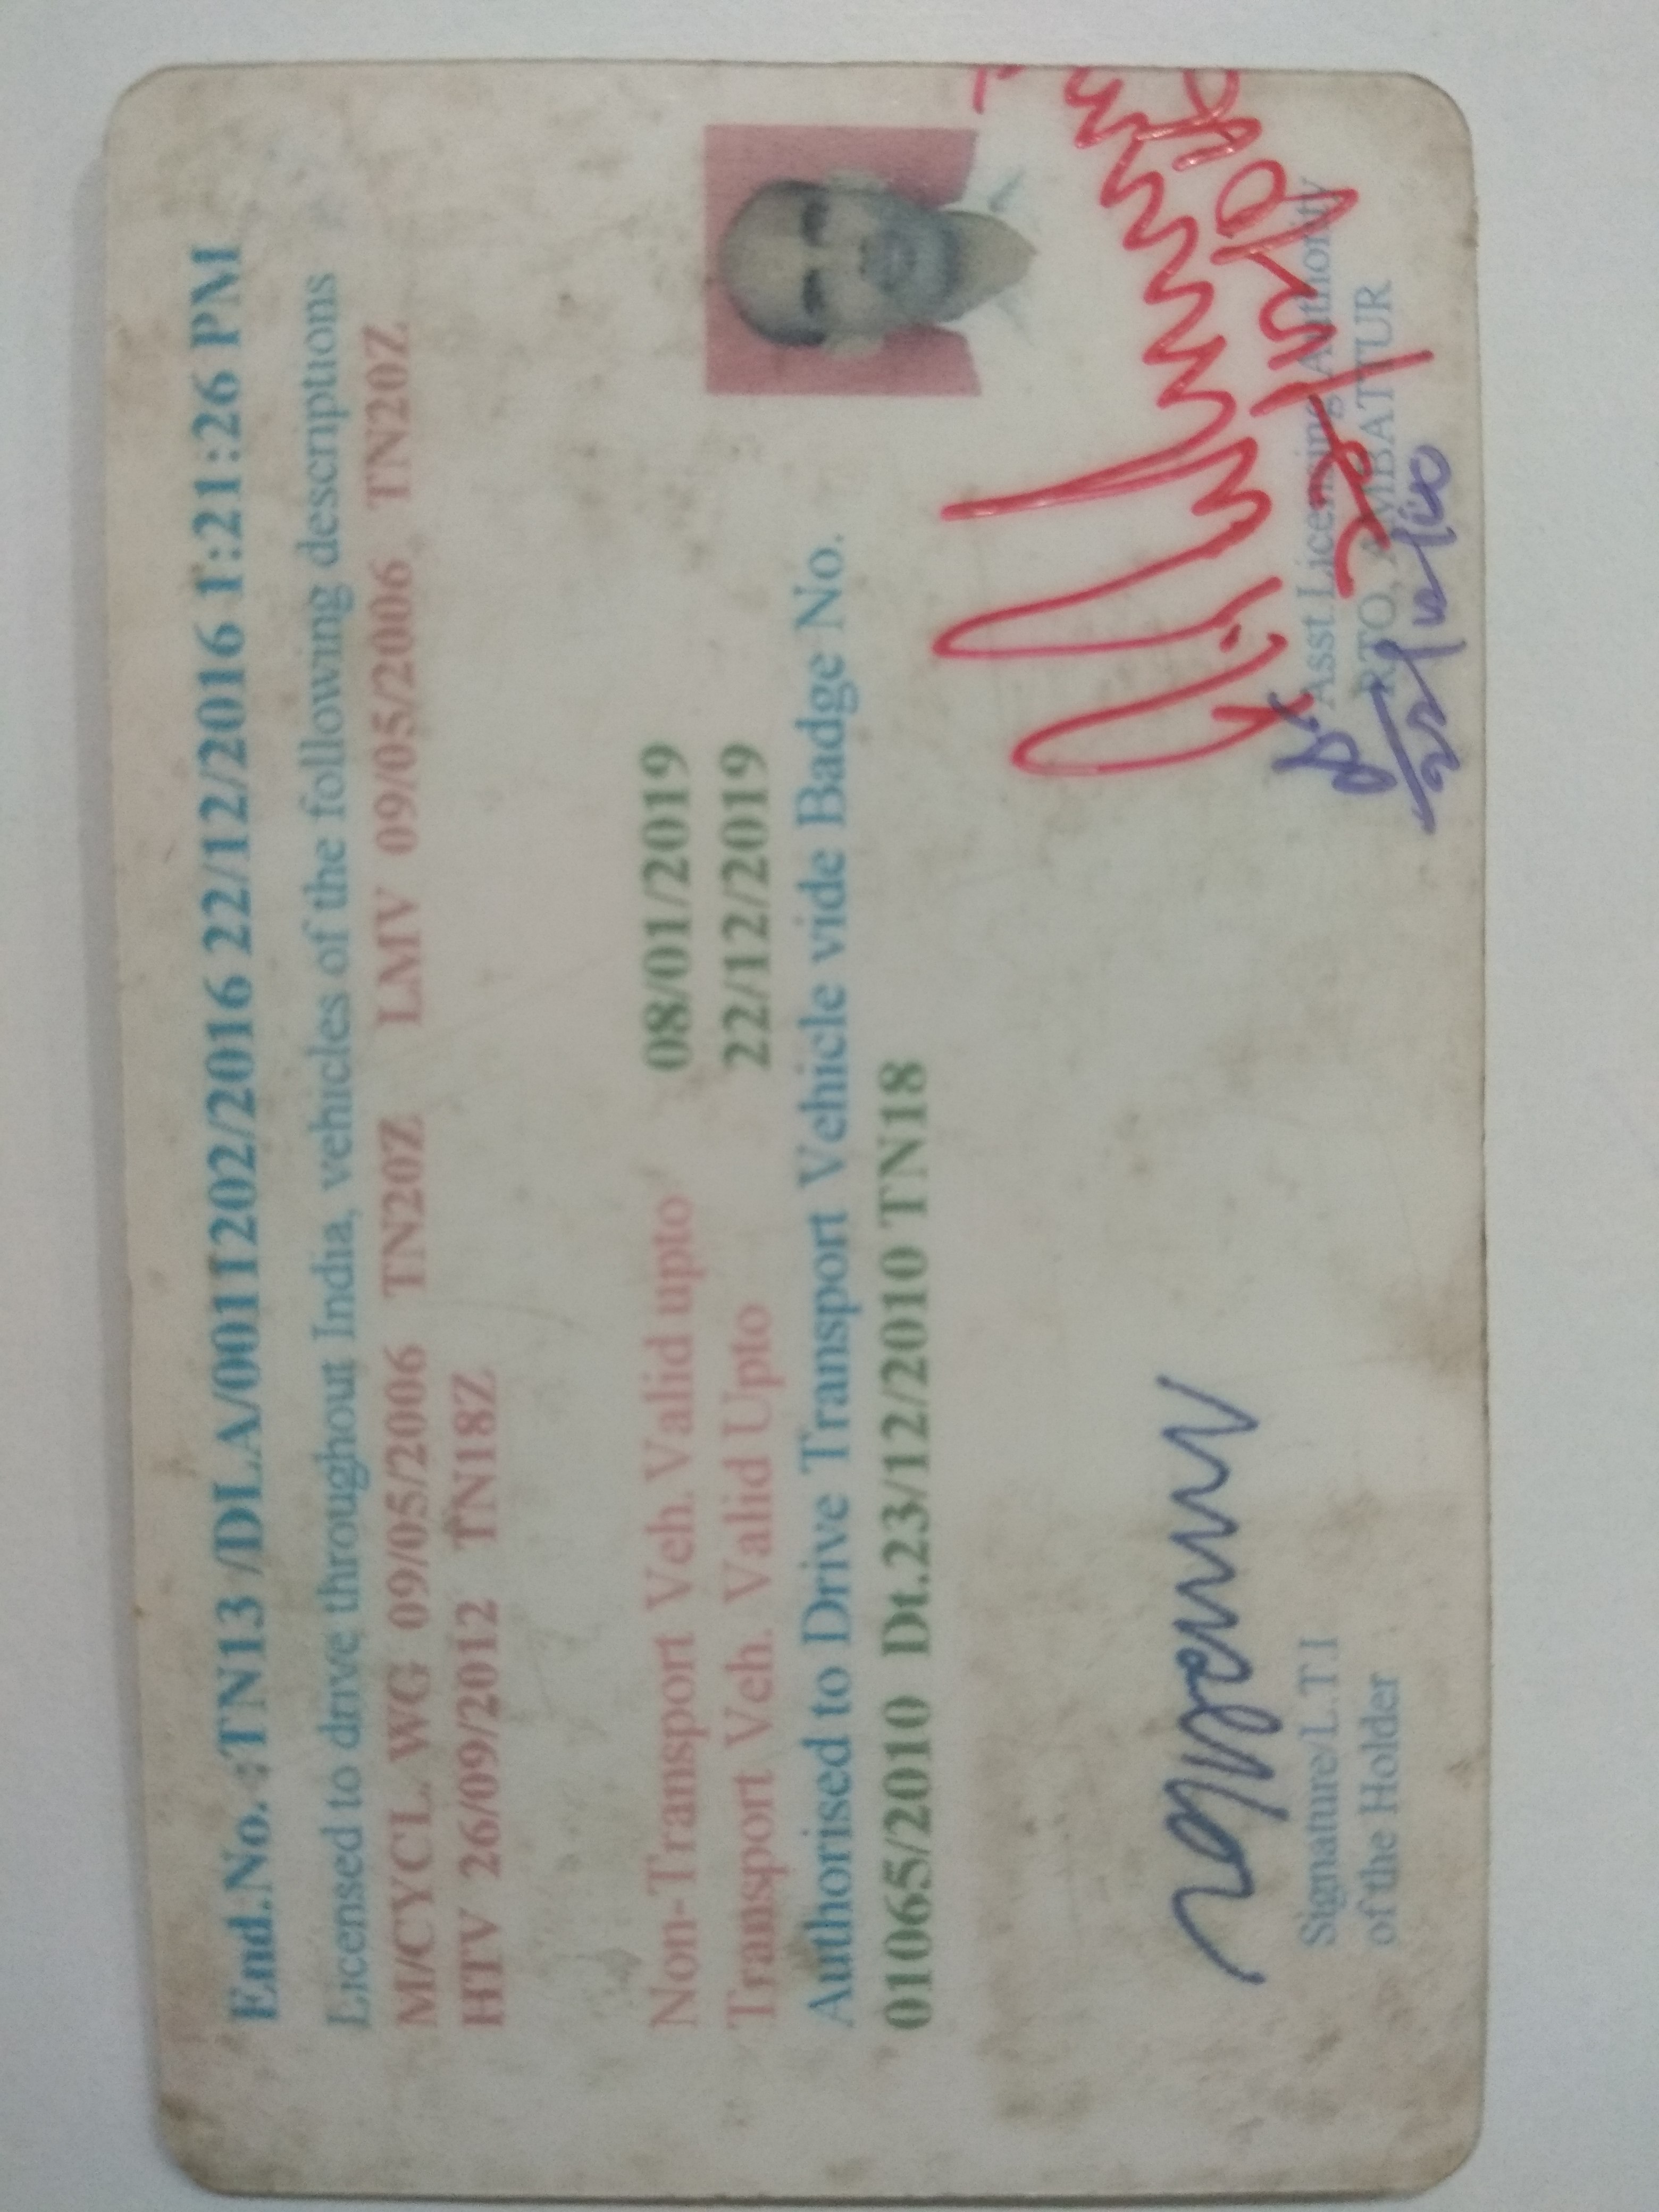 End.No. :TN13 /DLA/0011202/2016 22/12/2016 1:21:26 PM
Licensed to drive throughout India, vehicles of the following descriptions
M/CYCL. WG 09/05/2006 TN20Z LMV 09/05/2006 TN20Z
HTV 26/09/2012 TN18Z
Non-Transport Veh. Valid upto 08/01/2019
Transport Veh. Valid Upto 22/12/2019
Authorised to Drive Transport Vehicle vide Badge No.
01065/2010 Dt.23/12/2010 TN18
Signature/L.T.I
of the Holder
Asst Licensing Authority
RTO, AMBATTUR